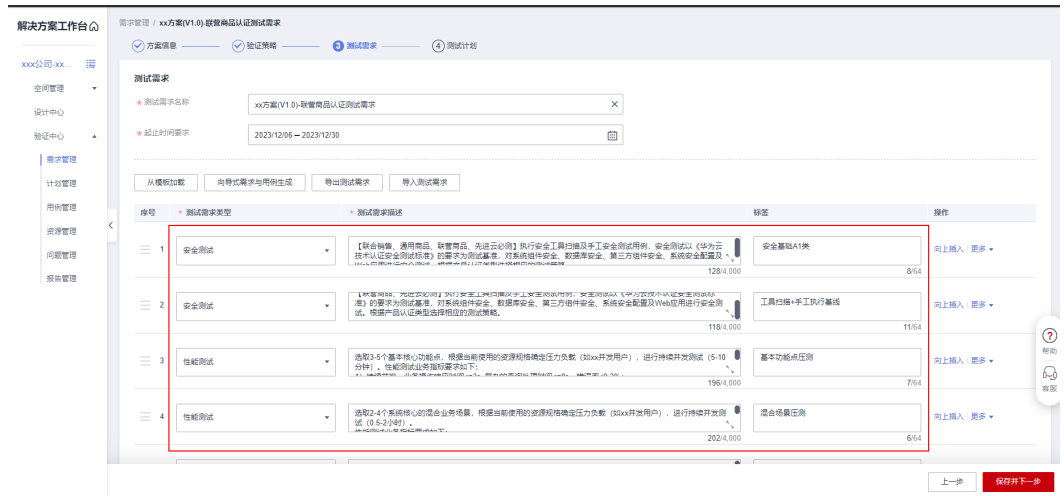 解决方案工作台
需求管理 / xx方案(V1.0)-联营商品认证测试需求
方案信息
验证策略
3 测试需求
4 测试计划
xxx公司-xx...
空间管理
设计中心
验证中心
需求管理
计划管理
用例管理
资源管理
问题管理
报告管理
测试需求
* 测试需求名称
xx方案(V1.0)-联营商品认证测试需求
* 起止时间要求
2023/12/06 — 2023/12/30
从模板加载
向导式需求与用例生成
导出测试需求
导入测试需求
序号 * 测试需求类型 * 测试需求描述 标签 操作
1 安全测试
【联合销售、通用商品、联营商品、先进云必测】执行安全工具扫描及手工安全测试用例，安全测试以《华为云
技术认证安全测试标准》的要求为测试基准，对系统组件安全、数据库安全、第三方组件安全、系统安全配置及
128/4,000
安全基础A1类
8/64
向上插入 更多
2 安全测试
准》的要求为测试基准，对系统组件安全、数据库安全、第三方组件安全、系统安全配置及Web应用进行安全测
试。根据产品认证类型选择相应的测试策略。
118/4,000
工具扫描+手工执行基线
11/64
向上插入 更多
3 性能测试
选取3-5个基本核心功能点，根据当前使用的资源规格确定压力负载（如xx并发用户），进行持续并发测试（5-10
分钟）。性能测试业务指标要求如下：
196/4,000
基本功能点压测
7/64
向上插入 更多
4 性能测试
选取2-4个系统核心的混合业务场景，根据当前使用的资源规格确定压力负载（如xx并发用户），进行持续并发测
试（0.5-2小时）。
202/4,000
混合场景压测
6/64
向上插入 更多
帮助
客服
上一步
保存并下一步